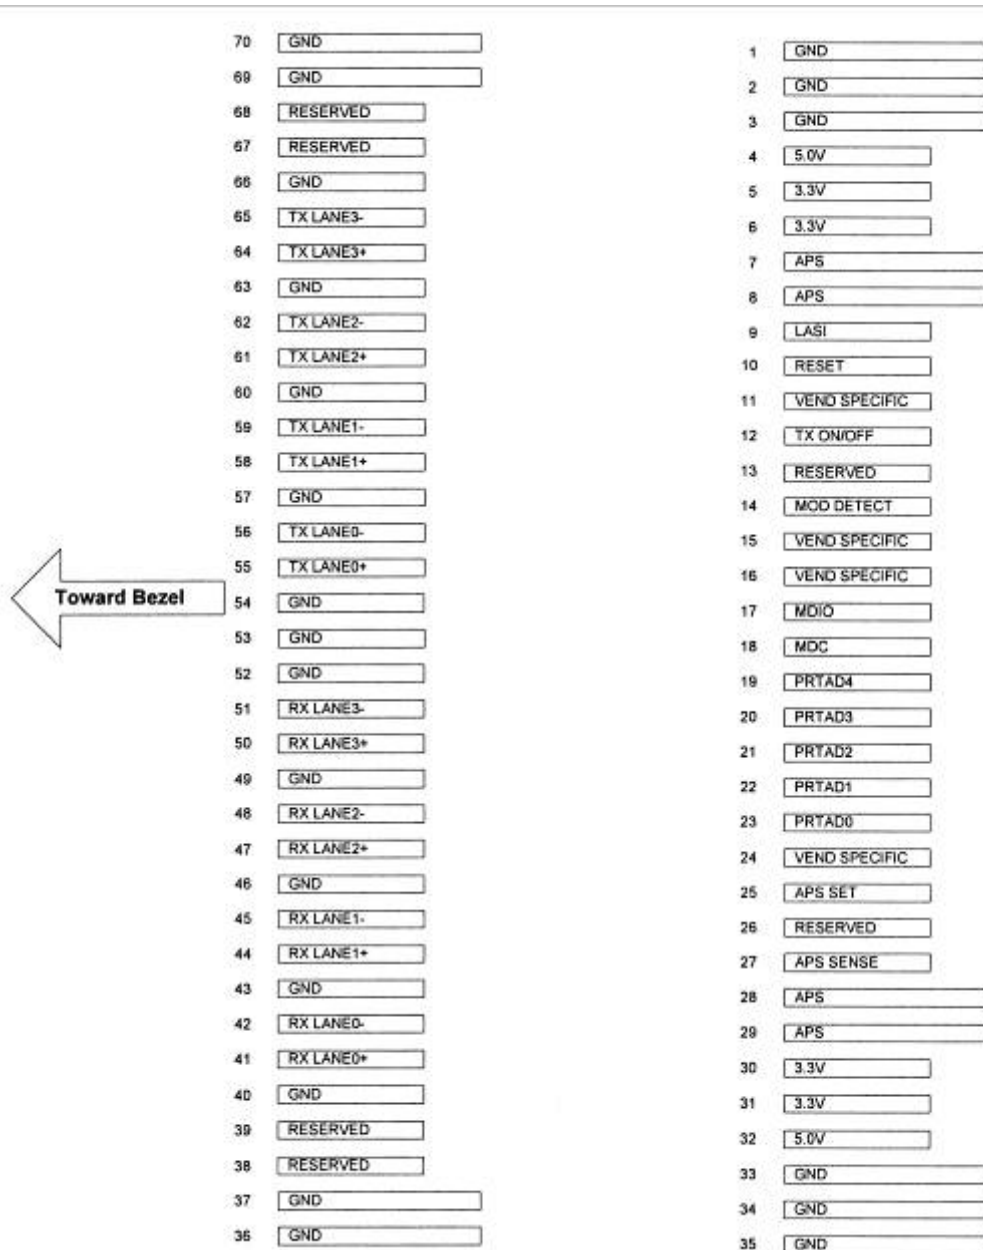 70 GND
69 GND
68 RESERVED
67 RESERVED
66 GND
65 TX LANE3-
64 TX LANE3+
63 GND
62 TX LANE2-
61 TX LANE2+
60 GND
59 TX LANE1-
58 TX LANE1+
57 GND
56 TX LANE0-
55 TX LANE0+
Toward Bezel
54 GND
53 GND
52 GND
51 RX LANE3-
50 RX LANE3+
49 GND
48 RX LANE2-
47 RX LANE2+
46 GND
45 RX LANE1-
44 RX LANE1+
43 GND
42 RX LANE0-
41 RX LANE0+
40 GND
39 RESERVED
38 RESERVED
37 GND
36 GND
1 GND
2 GND
3 GND
4 5.0V
5 3.3V
6 3.3V
7 APS
8 APS
9 LASI
10 RESET
11 VEND SPECIFIC
12 TX ON/OFF
13 RESERVED
14 MOD DETECT
15 VEND SPECIFIC
16 VEND SPECIFIC
17 MDIO
18 MDC
19 PRTAD4
20 PRTAD3
21 PRTAD2
22 PRTAD1
23 PRTAD0
24 VEND SPECIFIC
25 APS SET
26 RESERVED
27 APS SENSE
28 APS
29 APS
30 3.3V
31 3.3V
32 5.0V
33 GND
34 GND
35 GND